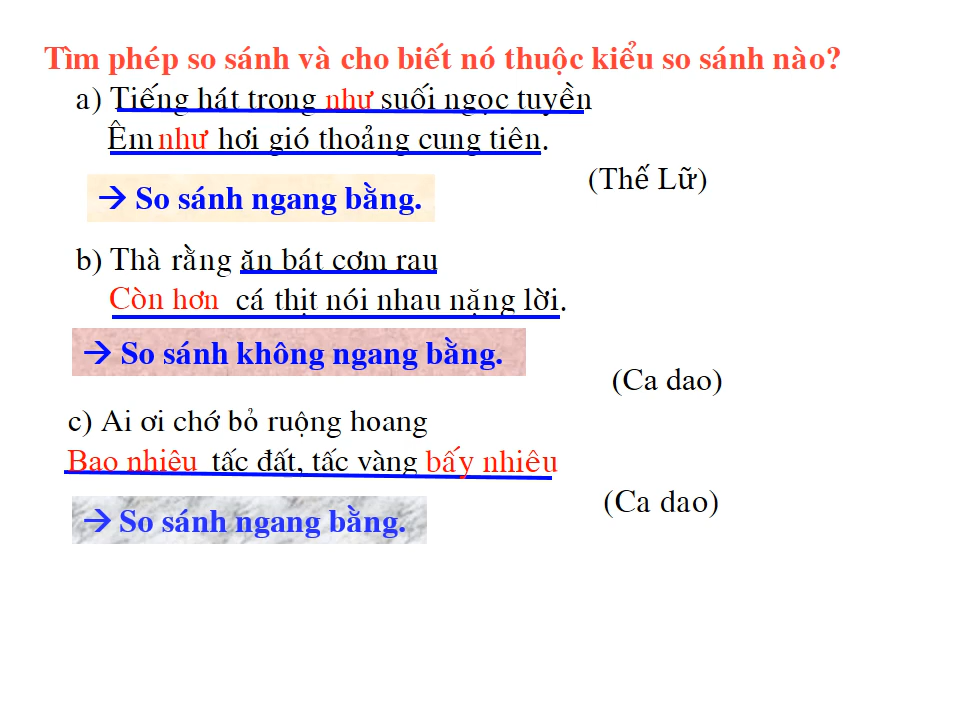 Tìm phép so sánh và cho biết nó thuộc kiểu so sánh nào?
a) Tiếng hát trong như suối ngọc tuyền
Êm như hơi gió thoảng cung tiên.
(Thế Lữ)
→ So sánh ngang bằng.
b) Thà rằng ăn bát cơm rau
Còn hơn cá thịt nói nhau nặng lời.
→ So sánh không ngang bằng.
(Ca dao)
c) Ai ơi chớ bỏ ruộng hoang
Bao nhiêu tấc đất, tấc vàng bấy nhiêu
(Ca dao)
→ So sánh ngang bằng.